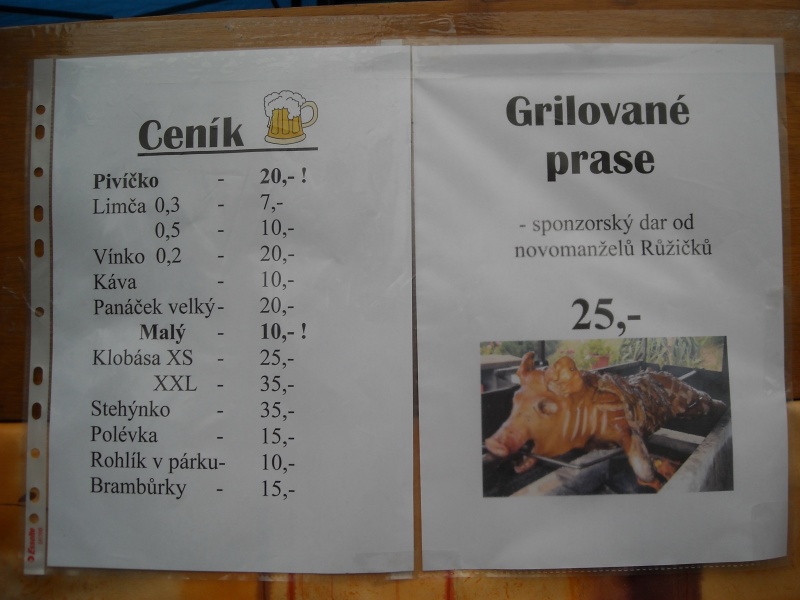 Ceník
Pivíčko - 20,- !
Limča 0,3 - 7,-
0,5 - 10,-
Vínko 0,2 - 20,-
Káva - 10,-
Panáček velký - 20,-
Malý - 10,- !
Klobása XS - 25,-
XXL - 35,-
Stehýnko - 35,-
Polévka - 15,-
Rohlík v párku- 10,-
Brambůrky - 15,-
Grilované
prase
- sponzorský dar od
novomanželů Růžičků
25,-